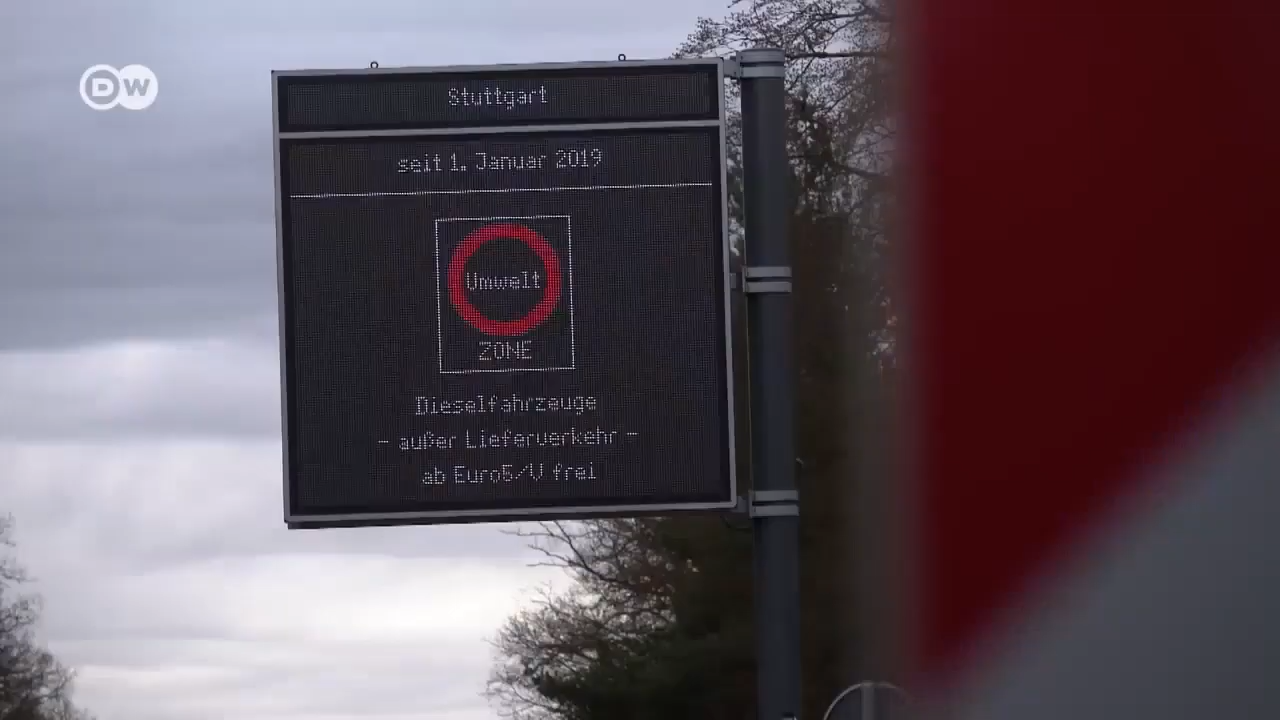 DW
Stuttgart
seit 1. Januar 2019
Umwelt
ZONE
Dieselfahrzeuge
- außer Lieferverkehr -
ab Euro5/V frei